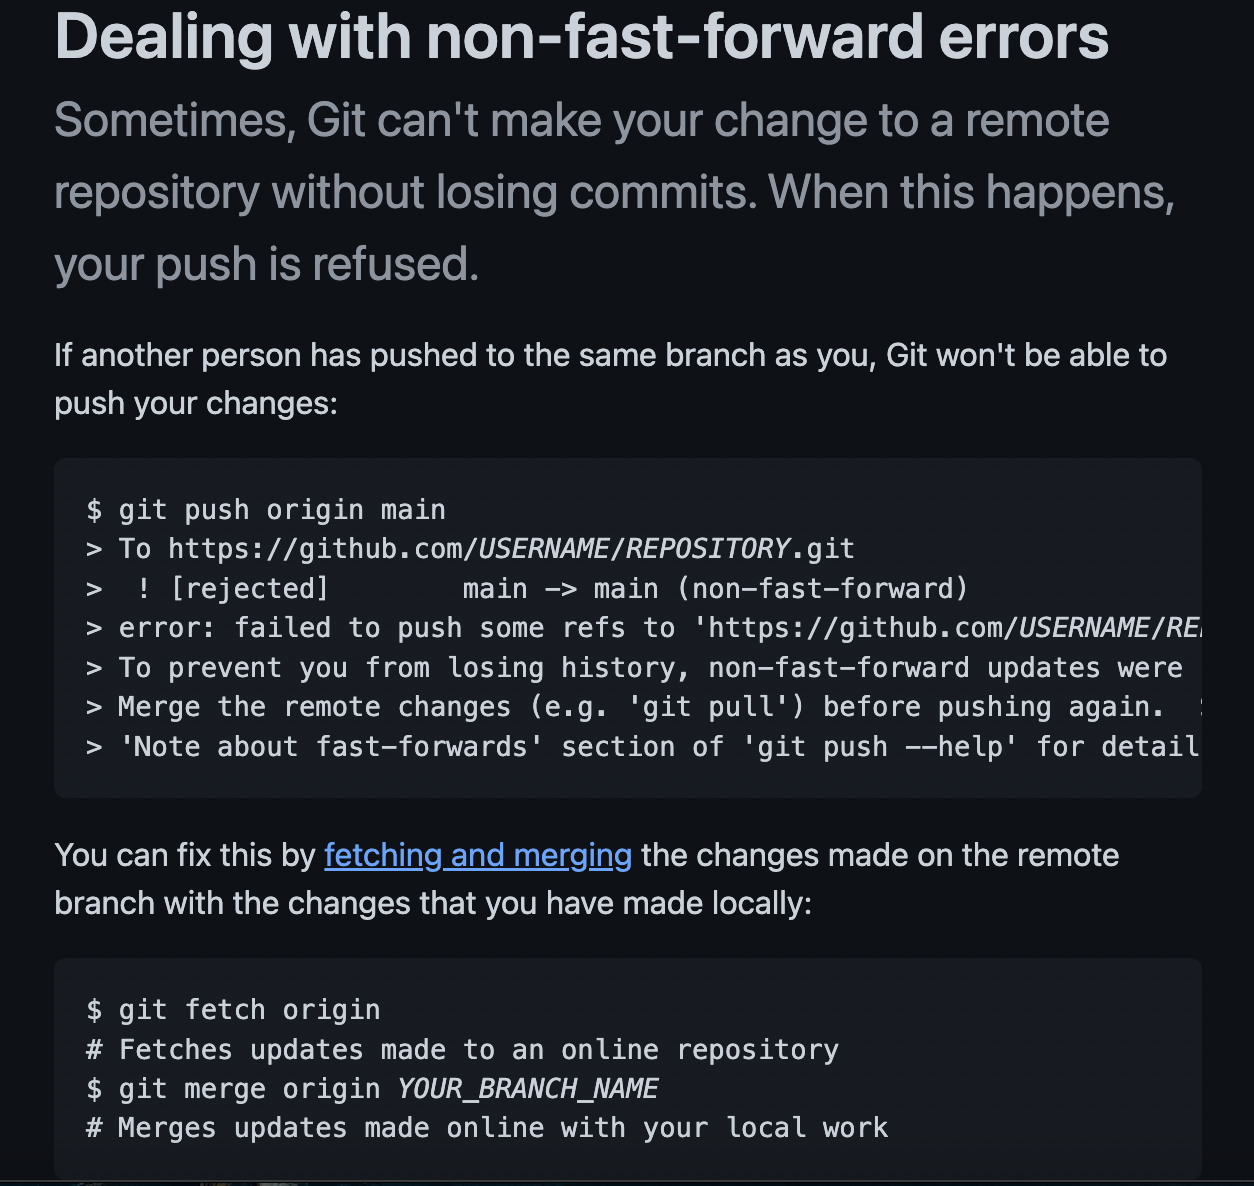 Dealing with non-fast-forward errors
Sometimes, Git can't make your change to a remote
repository without losing commits. When this happens,
your push is refused.
If another person has pushed to the same branch as you, Git won't be able to
push your changes:
$ git push origin main
> To https://github.com/USERNAME/REPOSITORY.git
>  ! [rejected]        main -> main (non-fast-forward)
> error: failed to push some refs to 'https://github.com/USERNAME/RE
> To prevent you from losing history, non-fast-forward updates were
> Merge the remote changes (e.g. 'git pull') before pushing again.
> 'Note about fast-forwards' section of 'git push --help' for detail
You can fix this by fetching and merging the changes made on the remote
branch with the changes that you have made locally:
$ git fetch origin
# Fetches updates made to an online repository
$ git merge origin YOUR_BRANCH_NAME
# Merges updates made online with your local work